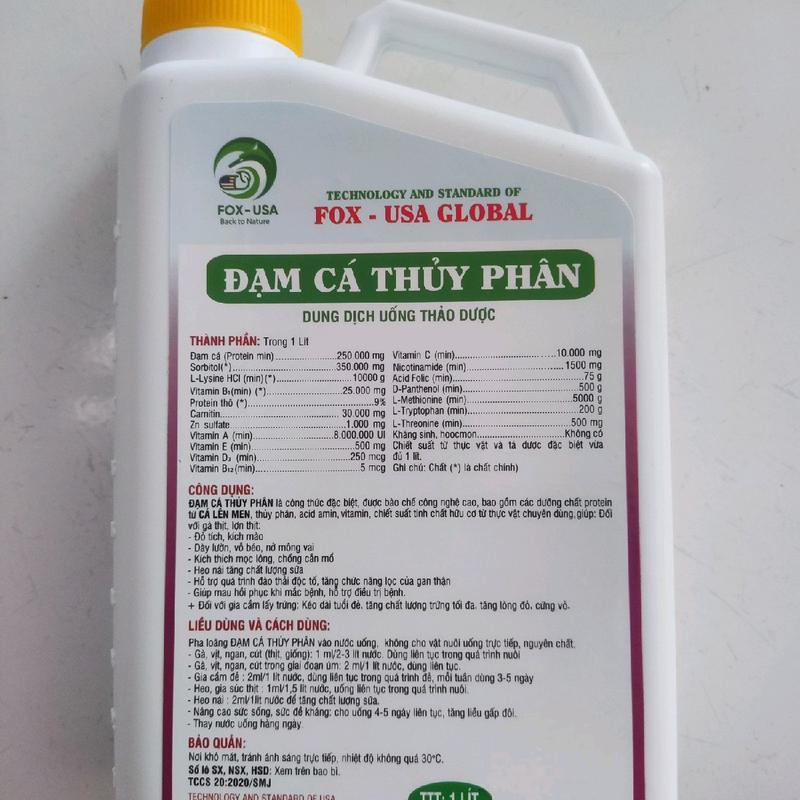 FOX-USA
Back to Nature
TECHNOLOGY AND STANDARD OF
FOX - USA GLOBAL
ĐẠM CÁ THỦY PHÂN
DUNG DỊCH UỐNG THẢO DƯỢC
THÀNH PHẦN: Trong 1 Lít
Đạm cá (Protein min)....................250.000 mg
Sorbitol(*)....................350.000 mg
L-Lysine HCl (min)(*)....................10000 g
Vitamin B₁(min) (*)....................25.000 mg
Protein thô (*)....................9%
Carnitin....................30.000 mg
Zn sulfate....................1.000 mg
Vitamin A (min)....................8.000.000 UI
Vitamin E (min)....................500 mg
Vitamin D₃ (min)....................250 mcg
Vitamin B₁₂(min)....................5 mcg
Vitamin C (min)....................10.000 mg
Nicotinamide (min)....................1500 mg
Acid Folic (min)....................75 g
D-Panthenol (min)....................500 g
L-Methionine (min)....................5000 g
L-Tryptophan (min)....................200 g
L-Threonine (min)....................500 mg
Kháng sinh, hoocmon....................Không có
Chiết suất từ thực vật và tá dược đặc biệt vừa
đủ 1 lít.
Ghi chú: Chất (*) là chất chính)
CÔNG DỤNG:
ĐẠM CÁ THỦY PHÂN là công thức đặc biệt, được bào chế công nghệ cao, bao gồm các dưỡng chất protein
từ CÁ LÊN MEN, thủy phân, acid amin, vitamin, chiết suất tinh chất hữu cơ từ thực vật chuyên dùng,giúp: Đối
với gà thịt, lợn thịt:
- Đỏ tích, kích mào
- Dày lườn, vỗ béo, nở mông vai
- Kích thích mọc lông, chống cắn mổ
- Heo nái tăng chất lượng sữa
- Hỗ trợ quá trình đào thải độc tố, tăng chức năng lọc của gan thận
- Giúp mau hồi phục khi mắc bệnh, hỗ trợ điều trị bệnh.
+ Đối với gia cầm lấy trứng: Kéo dài tuổi đẻ, tăng chất lượng trứng tối đa, tăng lòng đỏ, cứng vỏ.
LIỀU DÙNG VÀ CÁCH DÙNG:
Pha loãng ĐẠM CÁ THỦY PHÂN vào nước uống, không cho vật nuôi uống trực tiếp, nguyên chất.
- Gà, vịt, ngan, cút (thịt, giống): 1 ml/2-3 lít nước. Dùng liên tục trong quá trình nuôi
- Gà, vịt, ngan, cút trong giai đoạn úm: 2 ml/1 lít nước, dùng liên tục.
- Gia cầm đẻ : 2ml/1 lít nước, dùng liên tục trong quá trình đẻ, mỗi tuần dùng 3-5 ngày
- Heo, gia súc thịt : 1ml/1,5 lít nước, uống liên tục trong quá trình nuôi.
- Heo nái : 2ml/1lít nước để tăng chất lượng sữa.
- Nâng cao sức sống, sức đề kháng: cho uống 4-5 ngày liên tục, tăng liều gấp đôi.
- Thay nước uống hàng ngày.
BẢO QUẢN:
Nơi khô mát, tránh ánh sáng trực tiếp, nhiệt độ không quá 30°C.
Số lô SX, NSX, HSD: Xem trên bao bì.
TCCS 20:2020/SMJ
TECHNOLOGY AND STANDARD OF USA
TTT: 1 LÍT